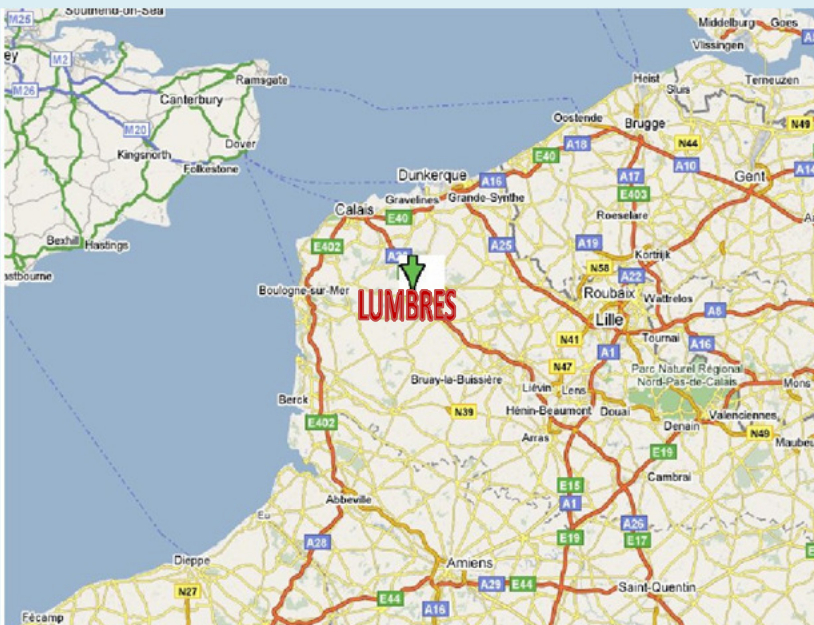 Southend-on-Sea
M25
Middelburg
Goes
ey
M2
Vlissingen
Ramsgate
Heist
Terneuzen
M26
Canterbury
Sluis
Oostende
Brugge
N49
M20
A18
N44
Dover
Kingsnorth
E40
A10
Folkestone
Dunkerque
A16
A17
Gent
A14
Gravelines
Grande-Synthe
E403
Calais
E40
Roeselare
Bexhill
Hastings
E402
A25
A19
Kortrijk
stbourne
N58
A22
Boulogne-sur-Mer
LUMBRES
Roubaix
Wattrelos
Lille
A8
N41
Tournai
A1
A16
N47
Parc Naturel Régional
Nord-Pas-de-Calais
Bruay-la-Buissière
Liévin
Lens
Mons
Berck
N39
Hénin-Beaumont
Douai
Valenciennes
E402
Denain
N49
Arras
Maubeu
E19
Cambrai
Abbeville
E15
A1
Eu
A26
A28
E19
E17
Dieppe
Amiens
N27
A29
E44
Saint-Quentin
E44
A16
Fécamp